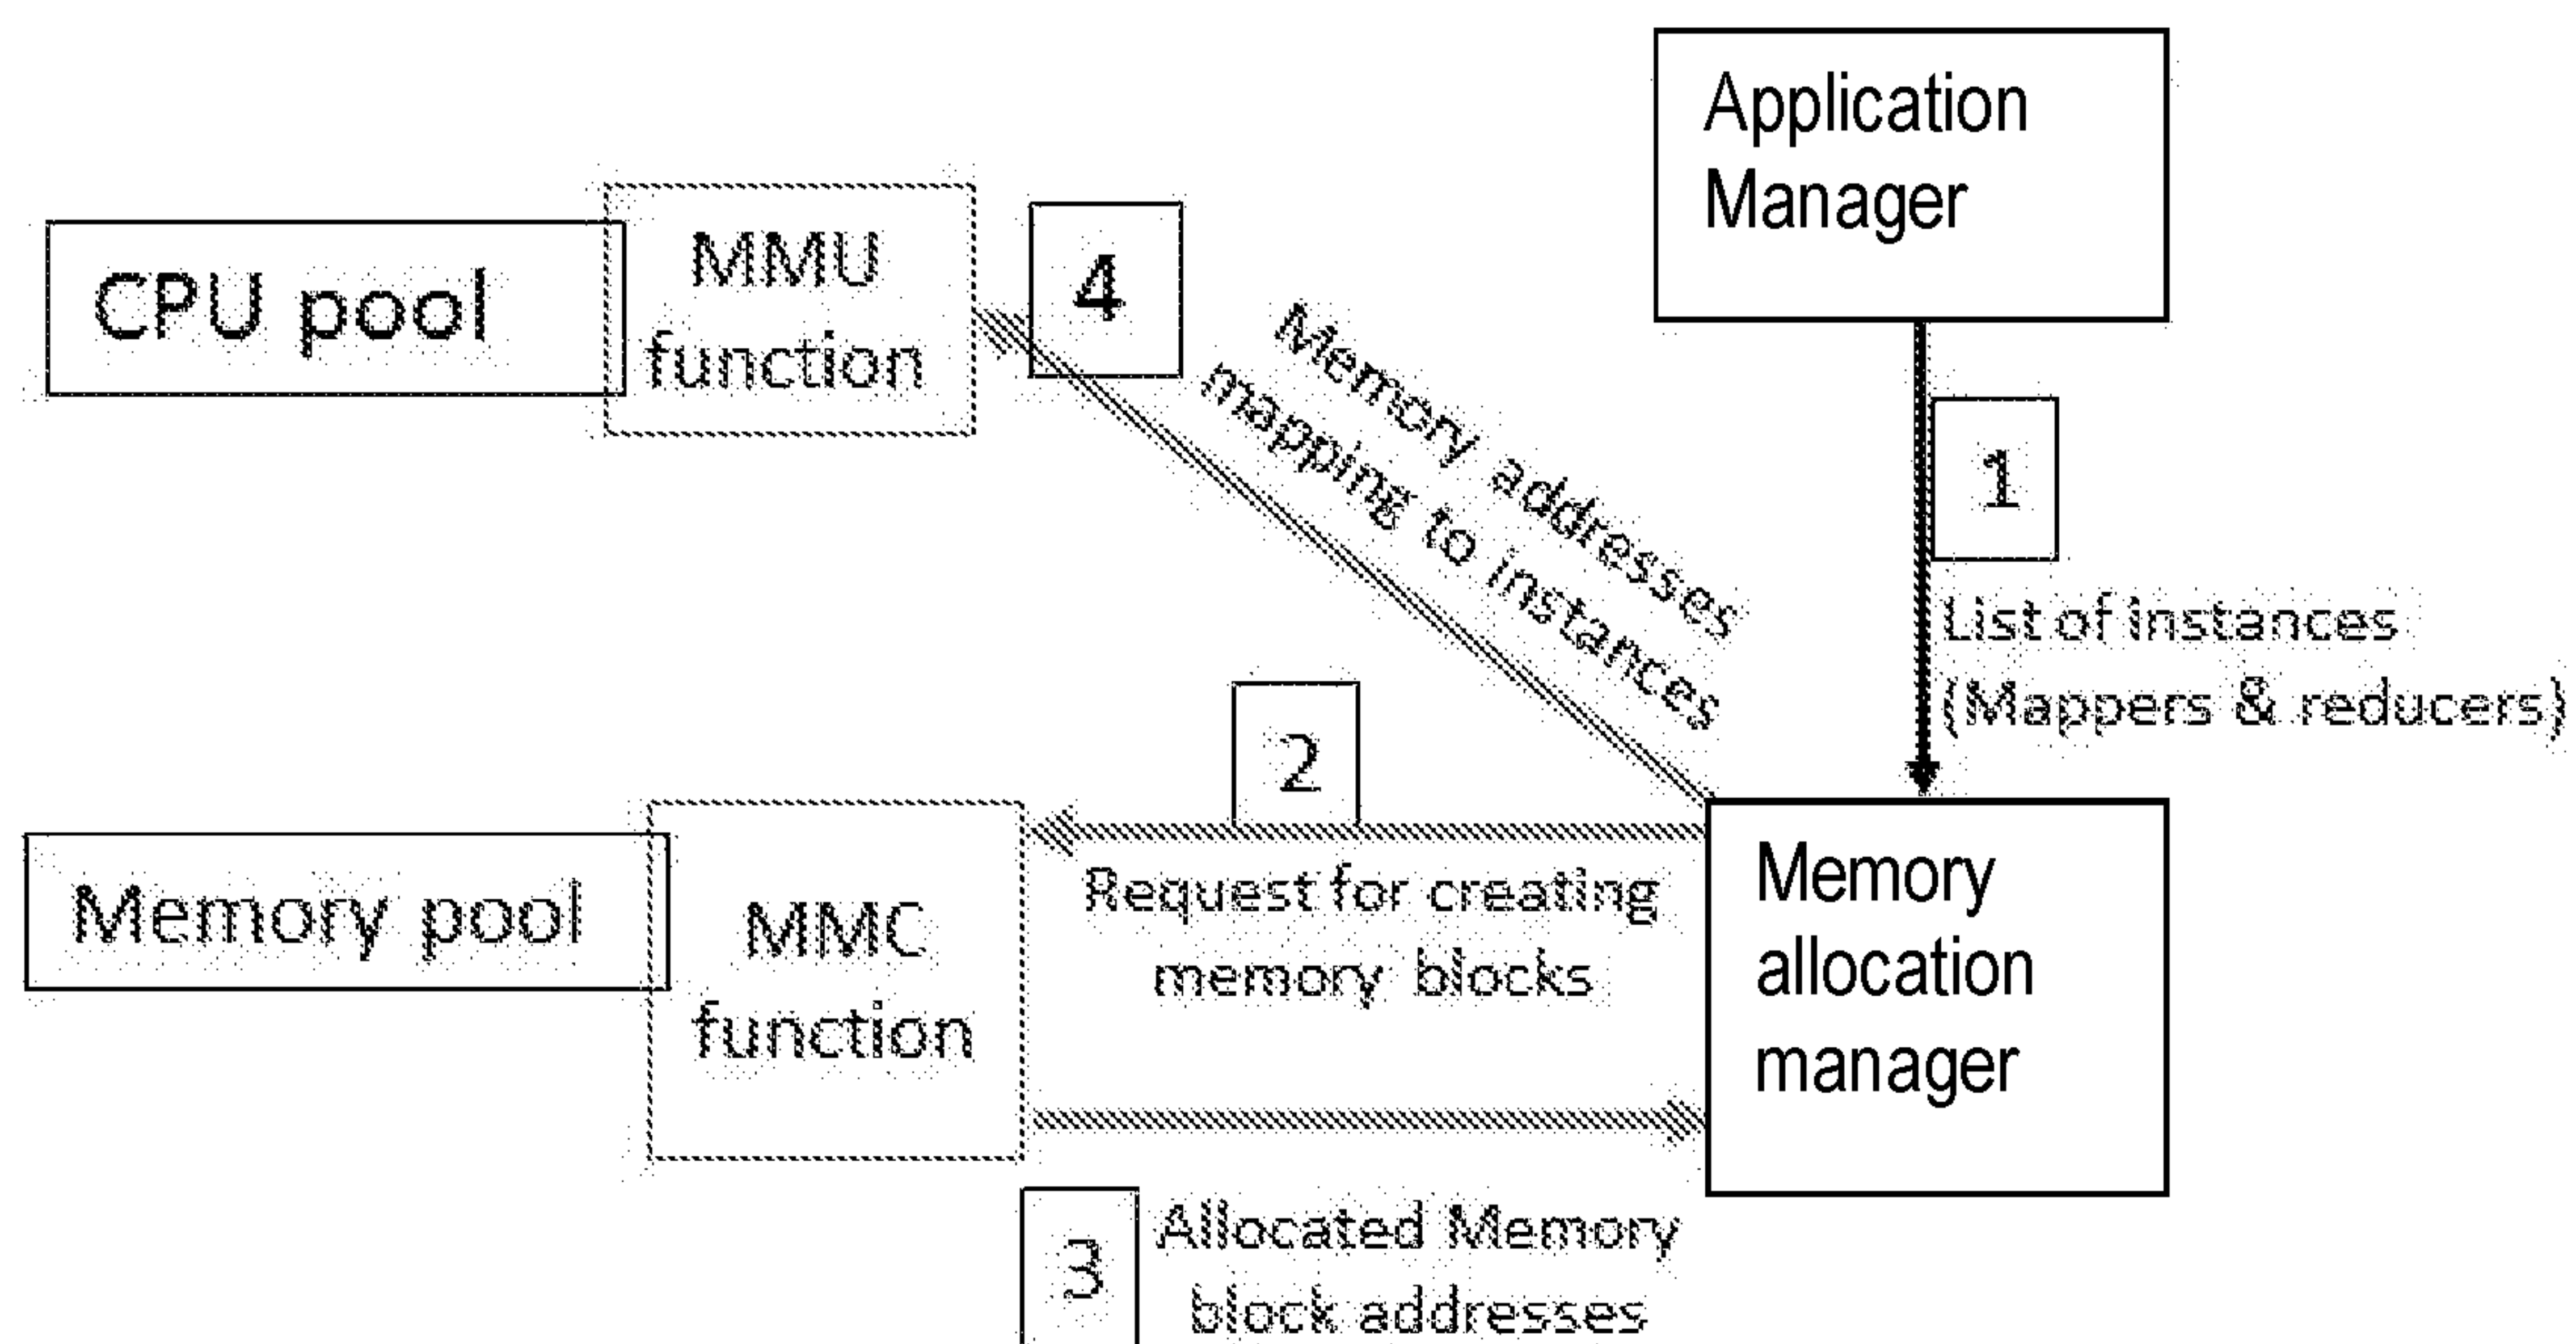 Application
Manager
CPU pool
MMU
function
4
Memory addresses
mapping to instances
1
List of instances
(Mappers & reducers)
2
Memory pool
MMC
function
Request for creating
memory blocks
Memory
allocation
manager
3
Allocated Memory
block addresses